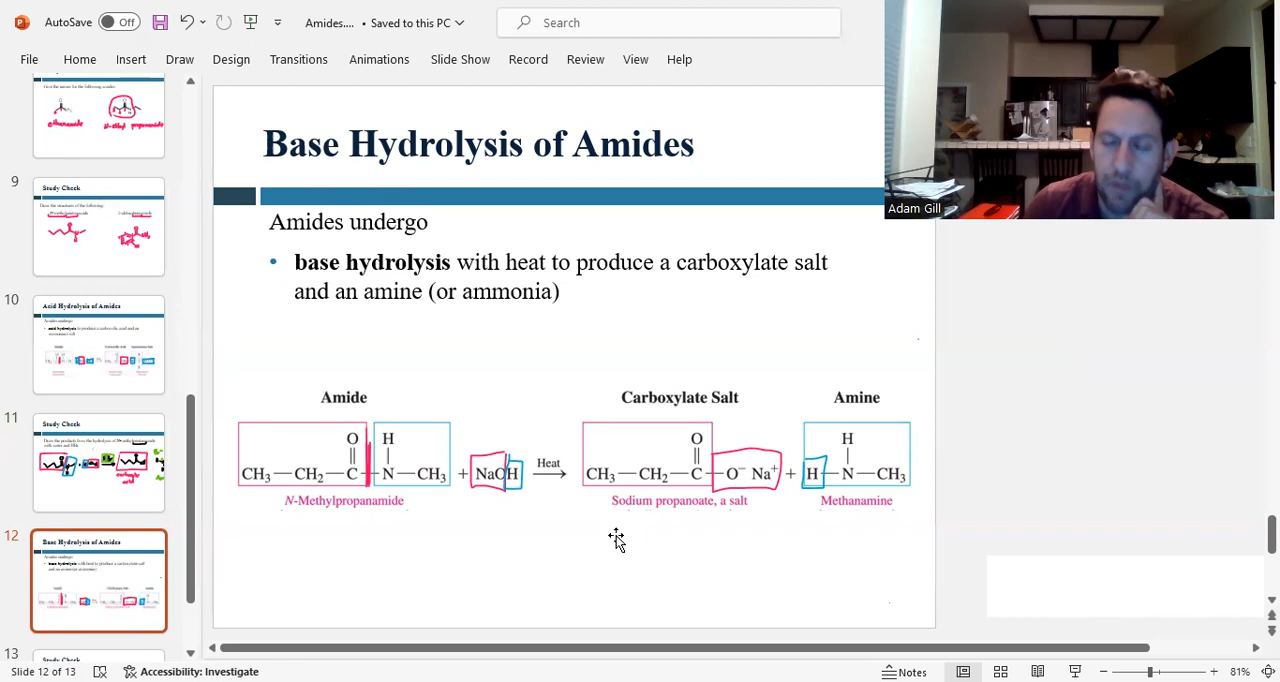 AutoSave Off Amides.... • Saved to this PC Search
File Home Insert Draw Design Transitions Animations Slide Show Record Review View Help
Adam Gill
9
Study Check
10
Acid Hydrolysis of Amides
11
Study Check
12
Base Hydrolysis of Amides
13
Study Check
Base Hydrolysis of Amides
Amides undergo
• base hydrolysis with heat to produce a carboxylate salt
and an amine (or ammonia)
Amide Carboxylate Salt Amine
O H O H
CH₃—CH₂—C—N—CH₃ + NaOH Heat → CH₃—CH₂—C—O⁻ Na⁺ + H—N—CH₃
N-Methylpropanamide Sodium propanoate, a salt Methanamine
Slide 12 of 13 Accessibility: Investigate Notes 81%